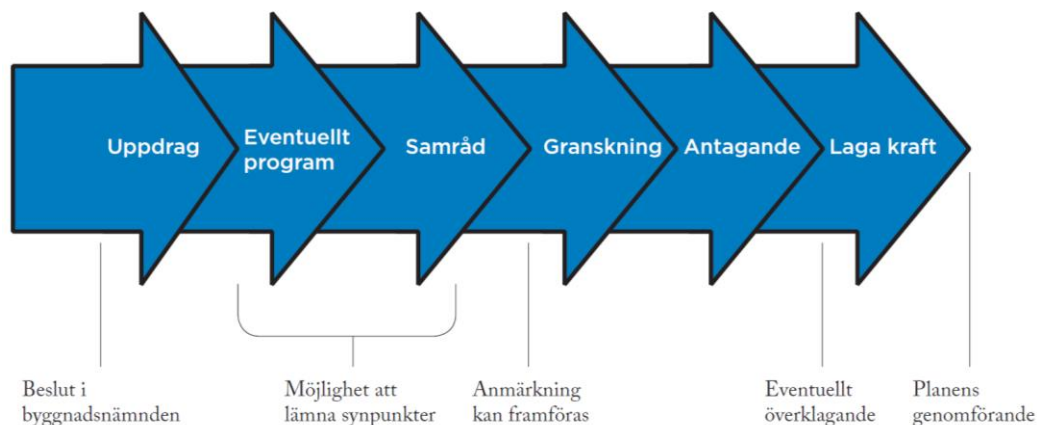 Uppdrag
Eventuellt
program
Samråd
Granskning
Antagande
Laga kraft
Beslut i
byggnadsnämnden
Möjlighet att
lämna synpunkter
Anmärkning
kan framföras
Eventuellt
överklagande
Planens
genomförande